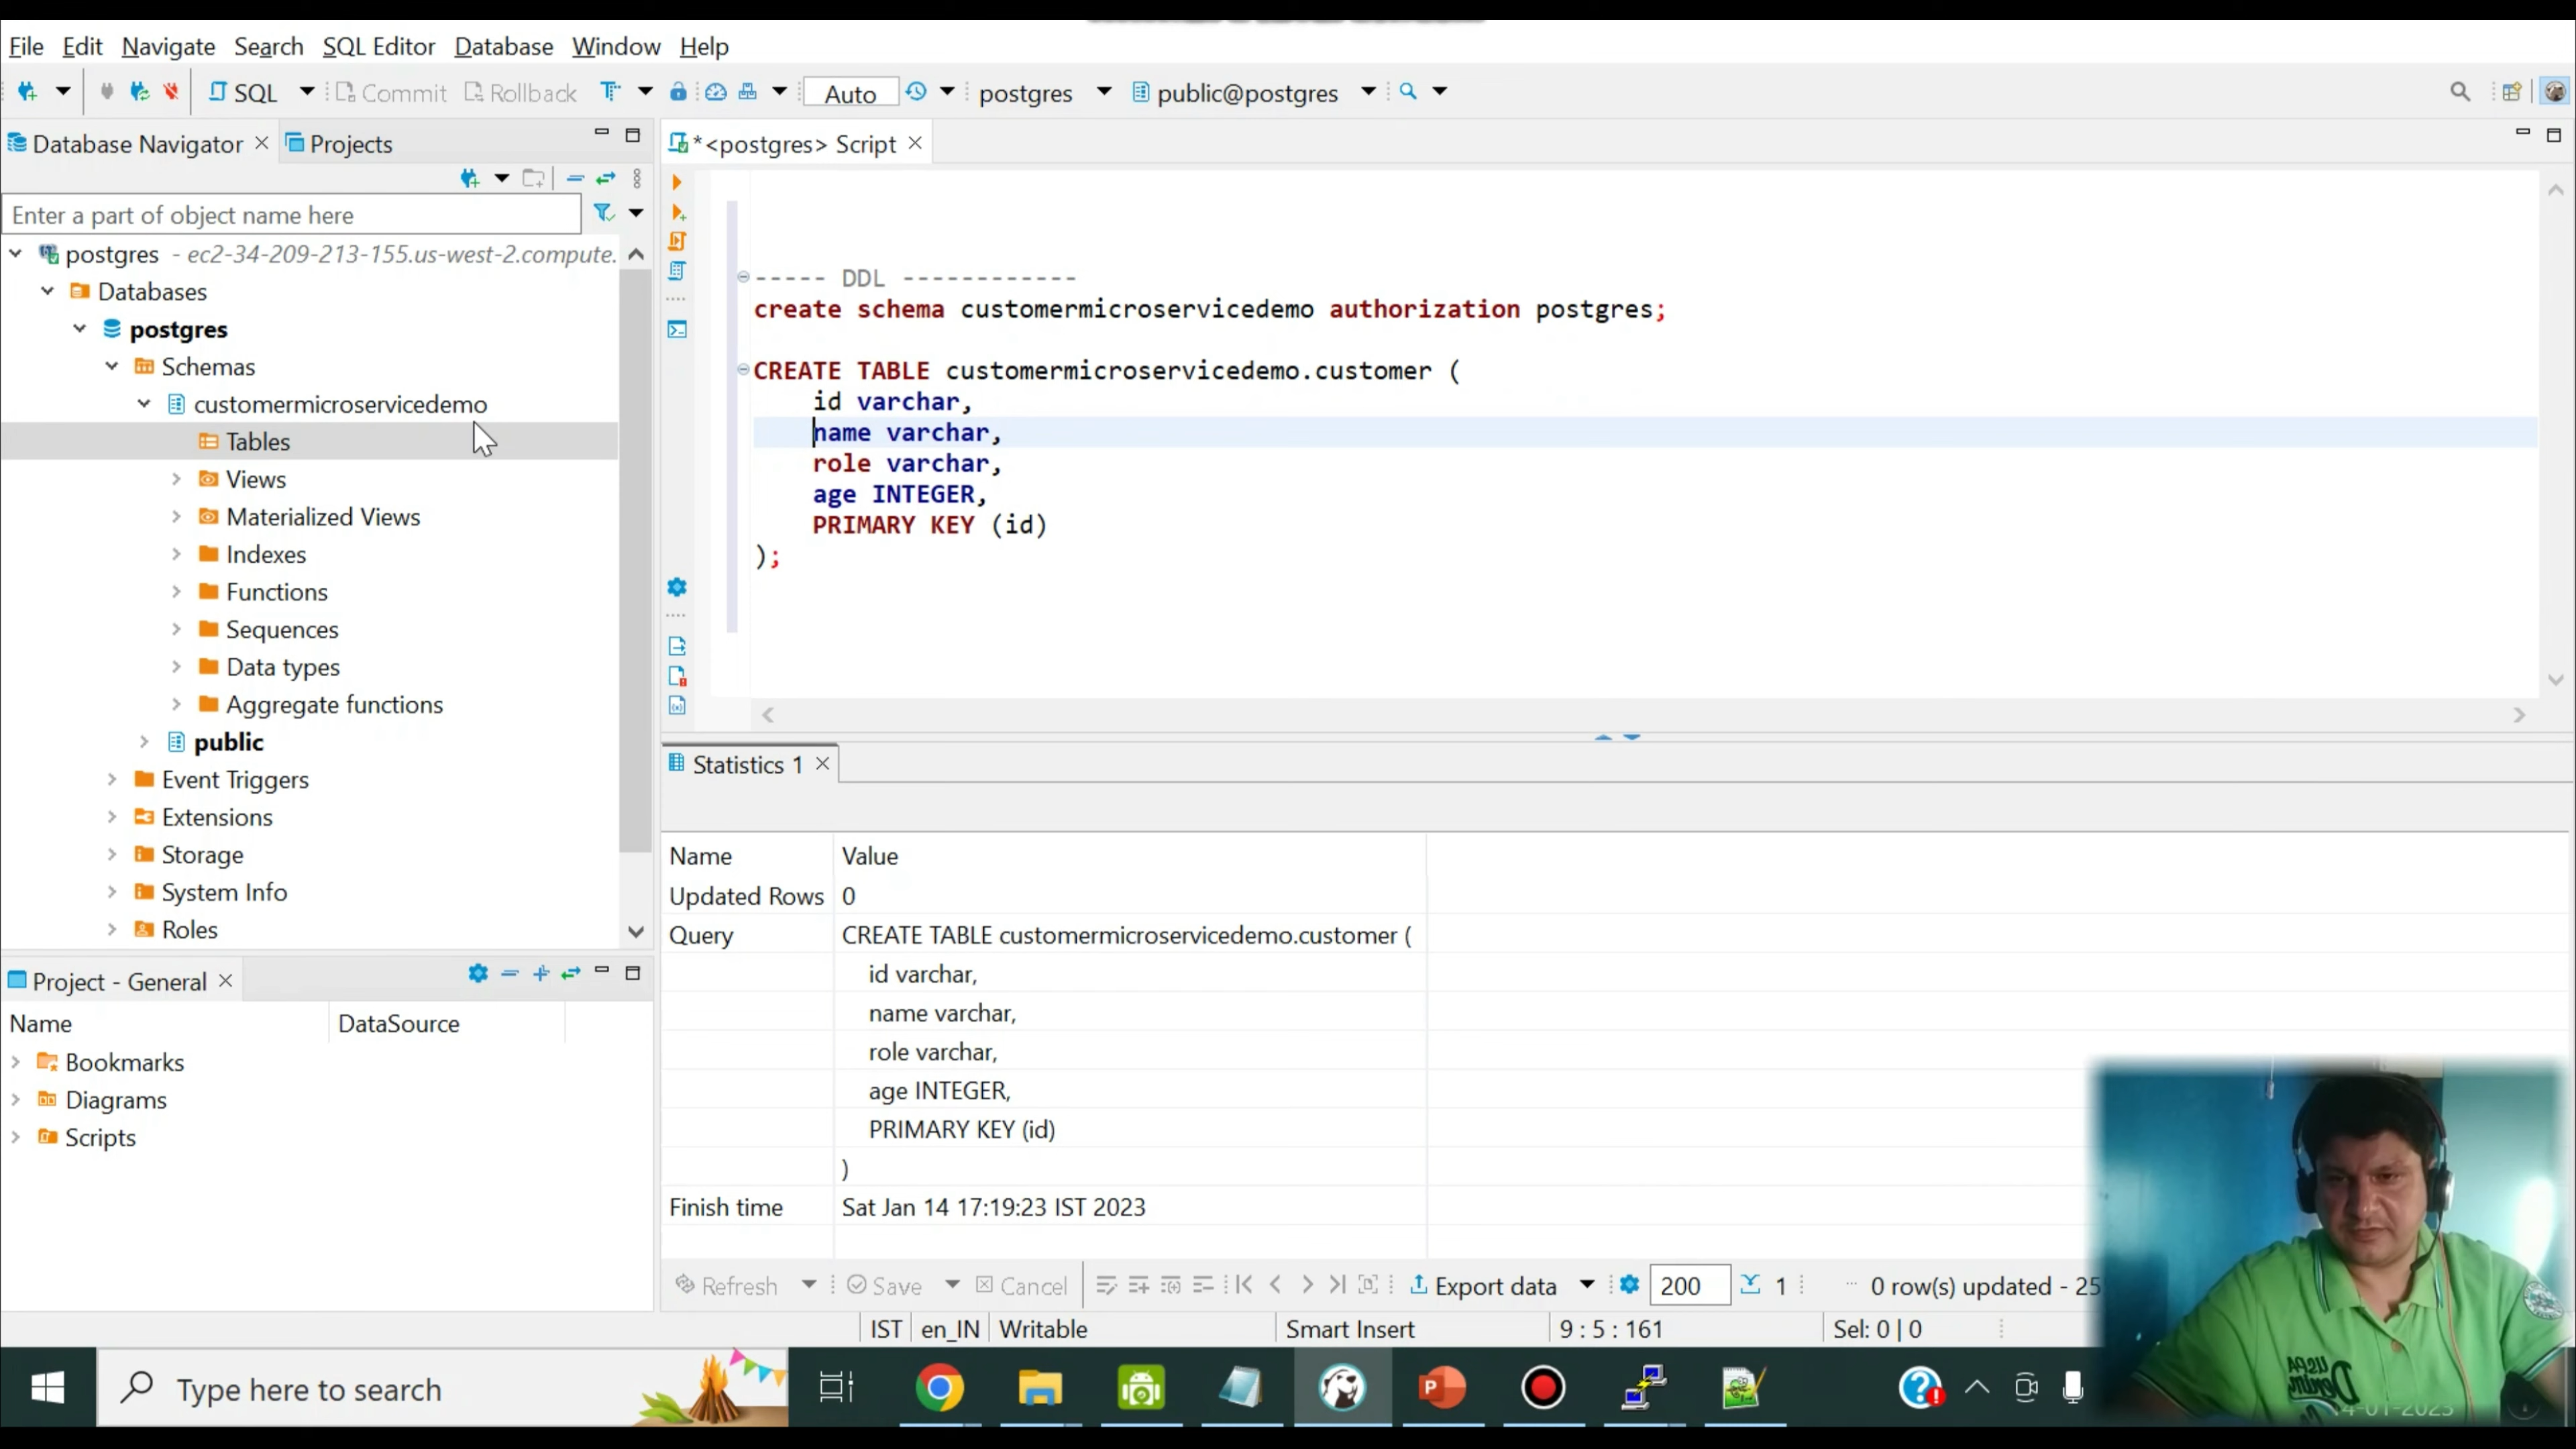 File Edit Navigate Search SQL Editor Database Window Help
SQL Commit Rollback Auto postgres public@postgres
Database Navigator Projects
*<postgres> Script
Enter a part of object name here
postgres - ec2-34-209-213-155.us-west-2.compute.
Databases
postgres
Schemas
customermicroservicedemo
Tables
Views
Materialized Views
Indexes
Functions
Sequences
Data types
Aggregate functions
public
Event Triggers
Extensions
Storage
System Info
Roles
----- DDL ------------
create schema customermicroservicedemo authorization postgres;
CREATE TABLE customermicroservicedemo.customer (
id varchar,
name varchar,
role varchar,
age INTEGER,
PRIMARY KEY (id)
);
Statistics 1
Name Value
Updated Rows 0
Query CREATE TABLE customermicroservicedemo.customer (
id varchar,
name varchar,
role varchar,
age INTEGER,
PRIMARY KEY (id)
)
Finish time Sat Jan 14 17:19:23 IST 2023
Project - General
Name DataSource
Bookmarks
Diagrams
Scripts
Refresh Save Cancel Export data 200 1 0 row(s) updated - 25
IST en_IN Writable Smart Insert 9 : 5 : 161 Sel: 0 | 0
Type here to search